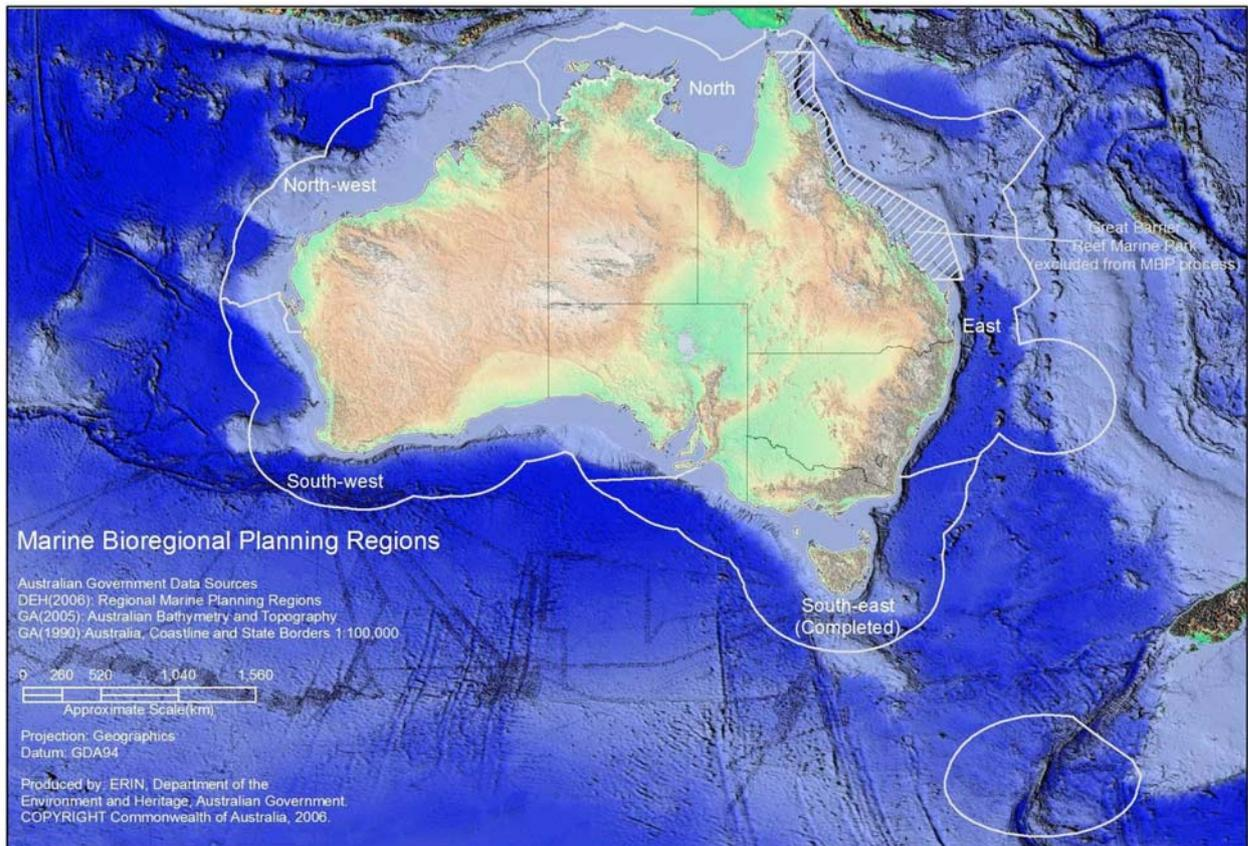 North
North-west
Great Barrier
Reef Marine Park
(excluded from MBP process)
East
South-west
South-east
(Completed)
Marine Bioregional Planning Regions
Australian Government Data Sources
DEH(2006): Regional Marine Planning Regions
GA(2005): Australian Bathymetry and Topography
GA(1990):Australia, Coastline and State Borders 1:100,000
0 260 520 1,040 1,560
Approximate Scale(km)
Projection: Geographics
Datum: GDA94
Produced by: ERIN, Department of the
Environment and Heritage, Australian Government.
COPYRIGHT Commonwealth of Australia, 2006.